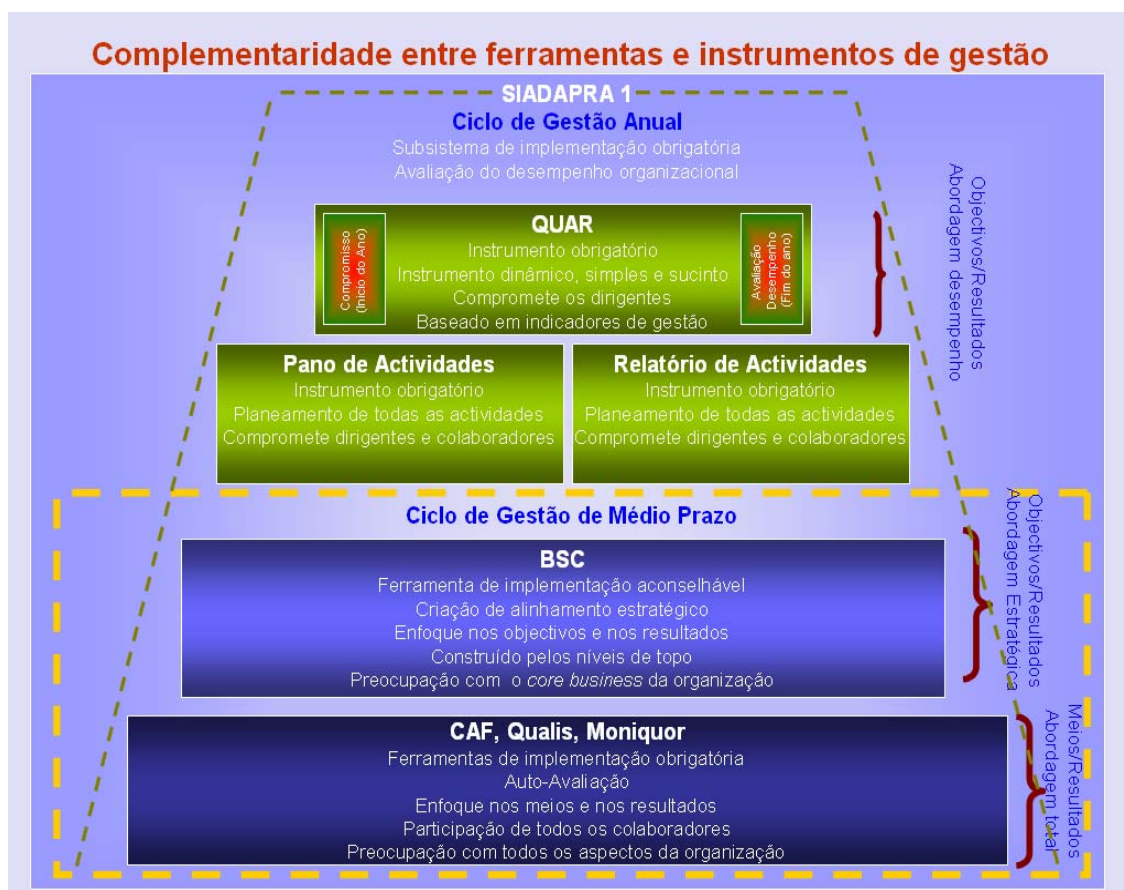 Complementaridade entre ferramentas e instrumentos de gestão
SIADAPRA 1
Ciclo de Gestão Anual
Subsistema de implementação obrigatória
Avaliação do desempenho organizacional
Objectivos/Resultados
Abordagem desempenho
QUAR
Instrumento obrigatório
Instrumento dinâmico, simples e sucinto
Compromete os dirigentes
Baseado em indicadores de gestão
Compromisso
(Inicio do Ano)
Avaliação
Desempenho
(Fim do ano)
Pano de Actividades
Instrumento obrigatório
Planeamento de todas as actividades
Compromete dirigentes e colaboradores
Relatório de Actividades
Instrumento obrigatório
Planeamento de todas as actividades
Compromete dirigentes e colaboradores
Ciclo de Gestão de Médio Prazo
BSC
Ferramenta de implementação aconselhável
Criação de alinhamento estratégico
Enfoque nos objectivos e nos resultados
Construído pelos níveis de topo
Preocupação com o core business da organização
Objectivos/Resultados
Abordagem Estratégica
CAF, Qualis, Moniquor
Ferramentas de implementação obrigatória
Auto-Avaliação
Enfoque nos meios e nos resultados
Participação de todos os colaboradores
Preocupação com todos os aspectos da organização
Meios/Resultados
Abordagem total